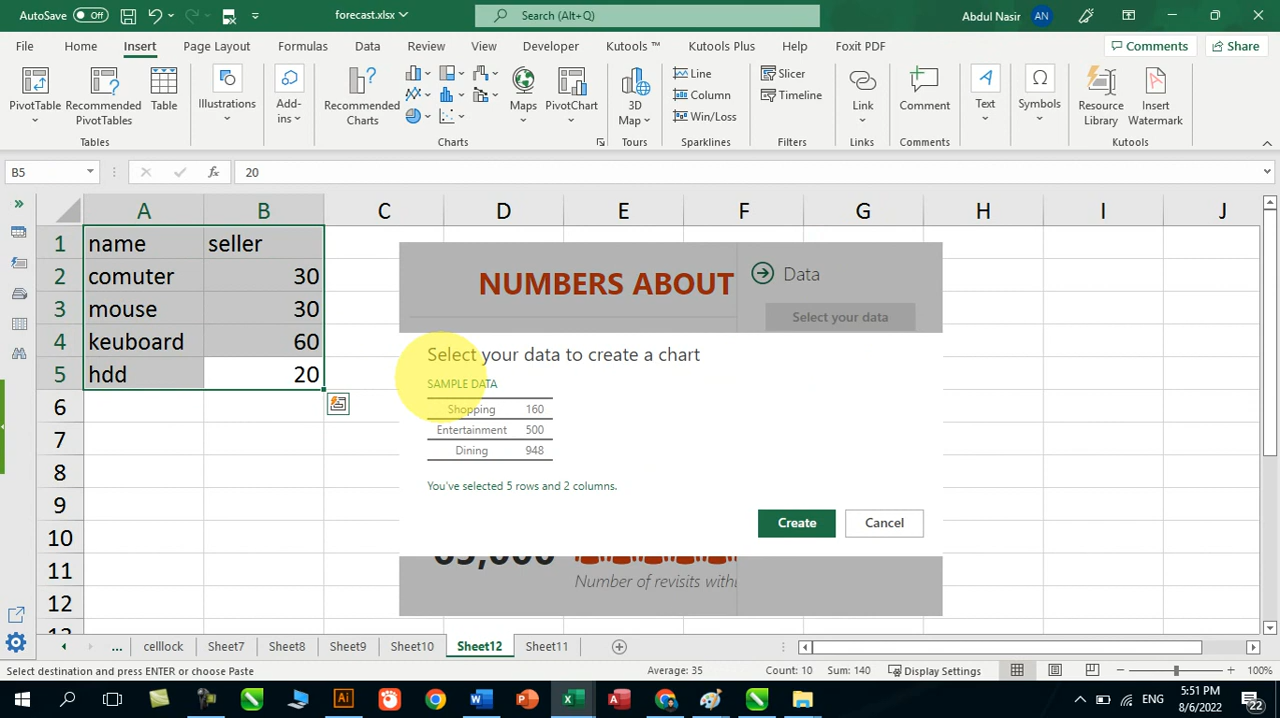 AutoSave Off forecast.xlsx Search (Alt+Q) Abdul Nasir AN
File Home Insert Page Layout Formulas Data Review View Developer Kutools ™ Kutools Plus Help Foxit PDF Comments Share
PivotTable Recommended PivotTables Table Illustrations Add-ins Recommended Charts Maps PivotChart 3D Map Line Column Win/Loss Slicer Timeline Link Comment Text Symbols Resource Library Insert Watermark
Tables Charts Tours Sparklines Filters Links Comments Kutools
B5 fx 20
A B C D E F G H I J
1 name seller
2 comuter 30
3 mouse 30
4 keuboard 60
5 hdd 20
6
7
8
9
10
11
12
13
NUMBERS ABOUT
Data
Select your data
Select your data to create a chart
SAMPLE DATA
Shopping 160
Entertainment 500
Dining 948
You've selected 5 rows and 2 columns.
Create Cancel
Number of revisits with
... celllock Sheet7 Sheet8 Sheet9 Sheet10 Sheet12 Sheet11
Select destination and press ENTER or choose Paste Average: 35 Count: 10 Sum: 140 Display Settings 100%
ENG 5:51 PM
8/6/2022 22